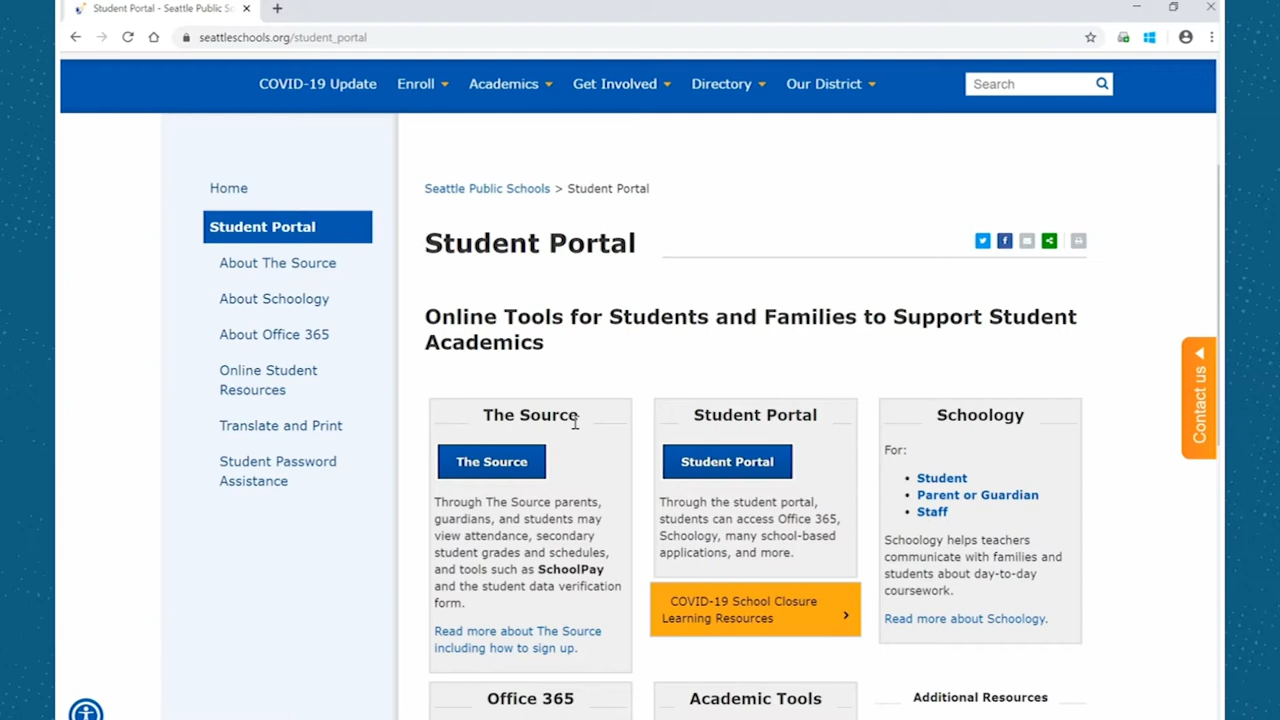 Student Portal - Seattle Public Sc
seattleschools.org/student_portal
COVID-19 Update
Enroll
Academics
Get Involved
Directory
Our District
Search
Home
Student Portal
About The Source
About Schoology
About Office 365
Online Student
Resources
Translate and Print
Student Password
Assistance
Seattle Public Schools > Student Portal
Student Portal
Online Tools for Students and Families to Support Student
Academics
The Source
The Source
Through The Source parents,
guardians, and students may
view attendance, secondary
student grades and schedules,
and tools such as SchoolPay
and the student data verification
form.
Read more about The Source
including how to sign up.
Student Portal
Student Portal
Through the student portal,
students can access Office 365,
Schoology, many school-based
applications, and more.
COVID-19 School Closure
Learning Resources
Schoology
For:
• Student
• Parent or Guardian
• Staff
Schoology helps teachers
communicate with families and
students about day-to-day
coursework.
Read more about Schoology.
Office 365
Academic Tools
Additional Resources
Contact us